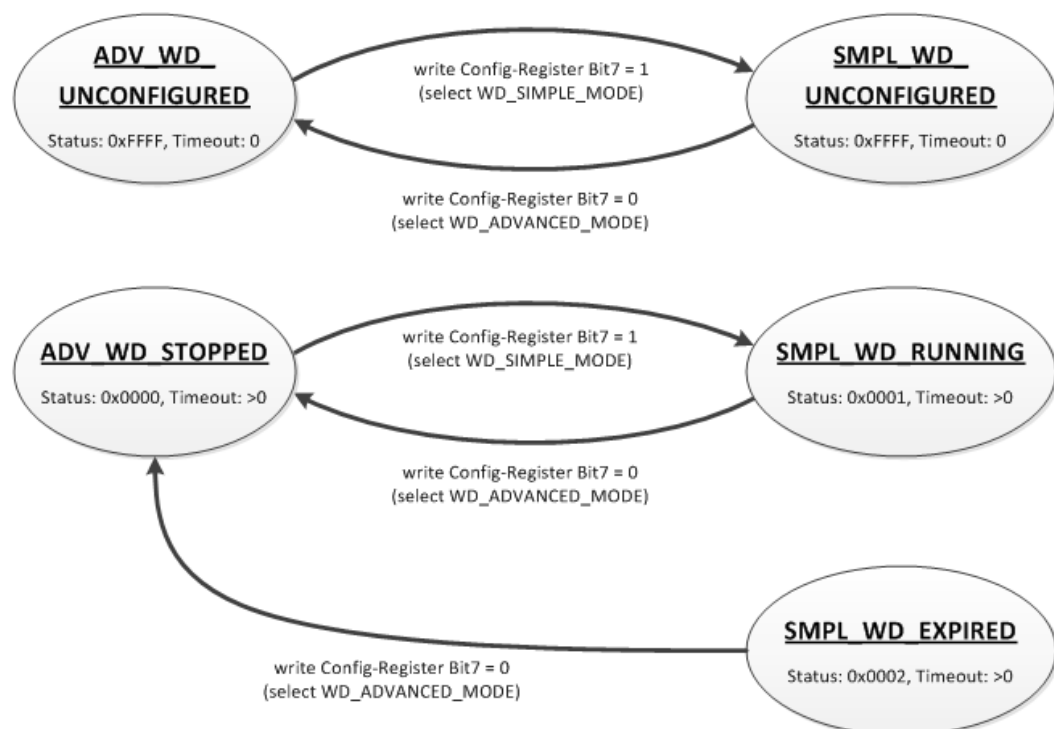 ADV_WD_
UNCONFIGURED
Status: 0xFFFF, Timeout: 0
write Config-Register Bit7 = 1
(select WD_SIMPLE_MODE)
SMPL_WD_
UNCONFIGURED
Status: 0xFFFF, Timeout: 0
write Config-Register Bit7 = 0
(select WD_ADVANCED_MODE)
ADV_WD_STOPPED
Status: 0x0000, Timeout: >0
write Config-Register Bit7 = 1
(select WD_SIMPLE_MODE)
SMPL_WD_RUNNING
Status: 0x0001, Timeout: >0
write Config-Register Bit7 = 0
(select WD_ADVANCED_MODE)
SMPL_WD_EXPIRED
Status: 0x0002, Timeout: >0
write Config-Register Bit7 = 0
(select WD_ADVANCED_MODE)